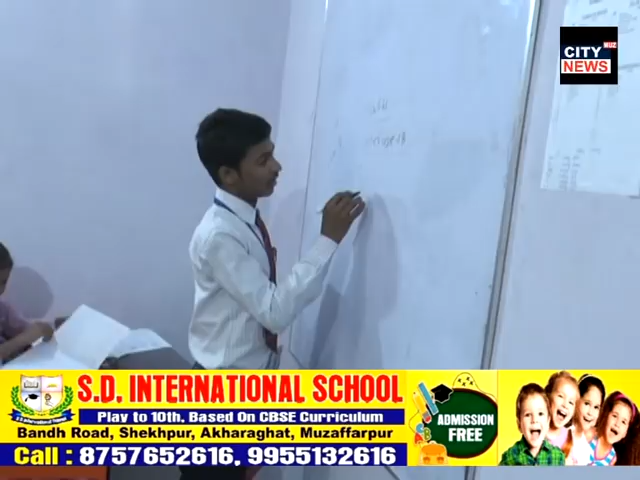 CITY MUZ
NEWS
S.D. INTERNATIONAL SCHOOL
Play to 10th. Based On CBSE Curriculum
Bandh Road, Shekhpur, Akharaghat, Muzaffarpur
Call : 8757652616, 9955132616
ADMISSION
FREE